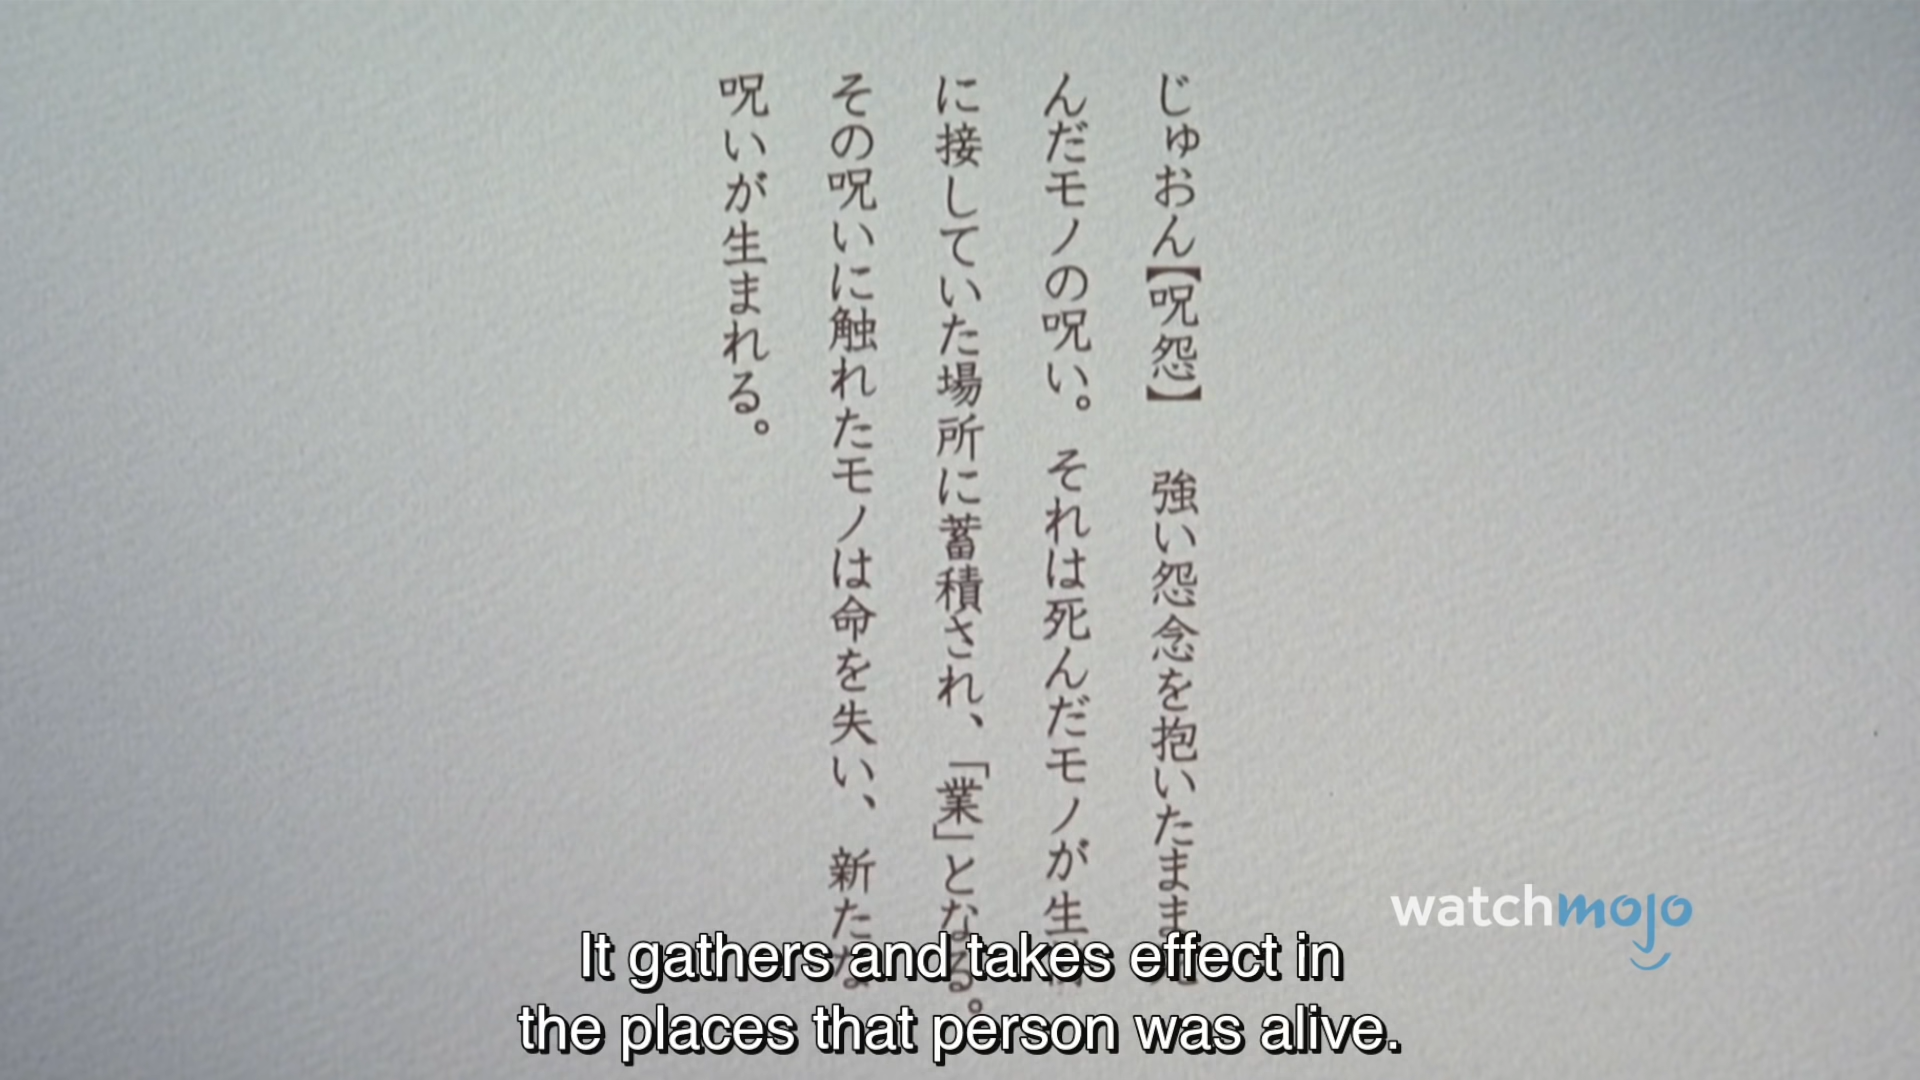 じゅおん【呪怨】　強い怨念を抱いたまま死
んだモノの呪い。それは死んだモノが生前
に接していた場所に蓄積され、「業」となる。
その呪いに触れたモノは命を失い、新たな
呪いが生まれる。
It gathers and takes effect in
the places that person was alive.
watchmojo